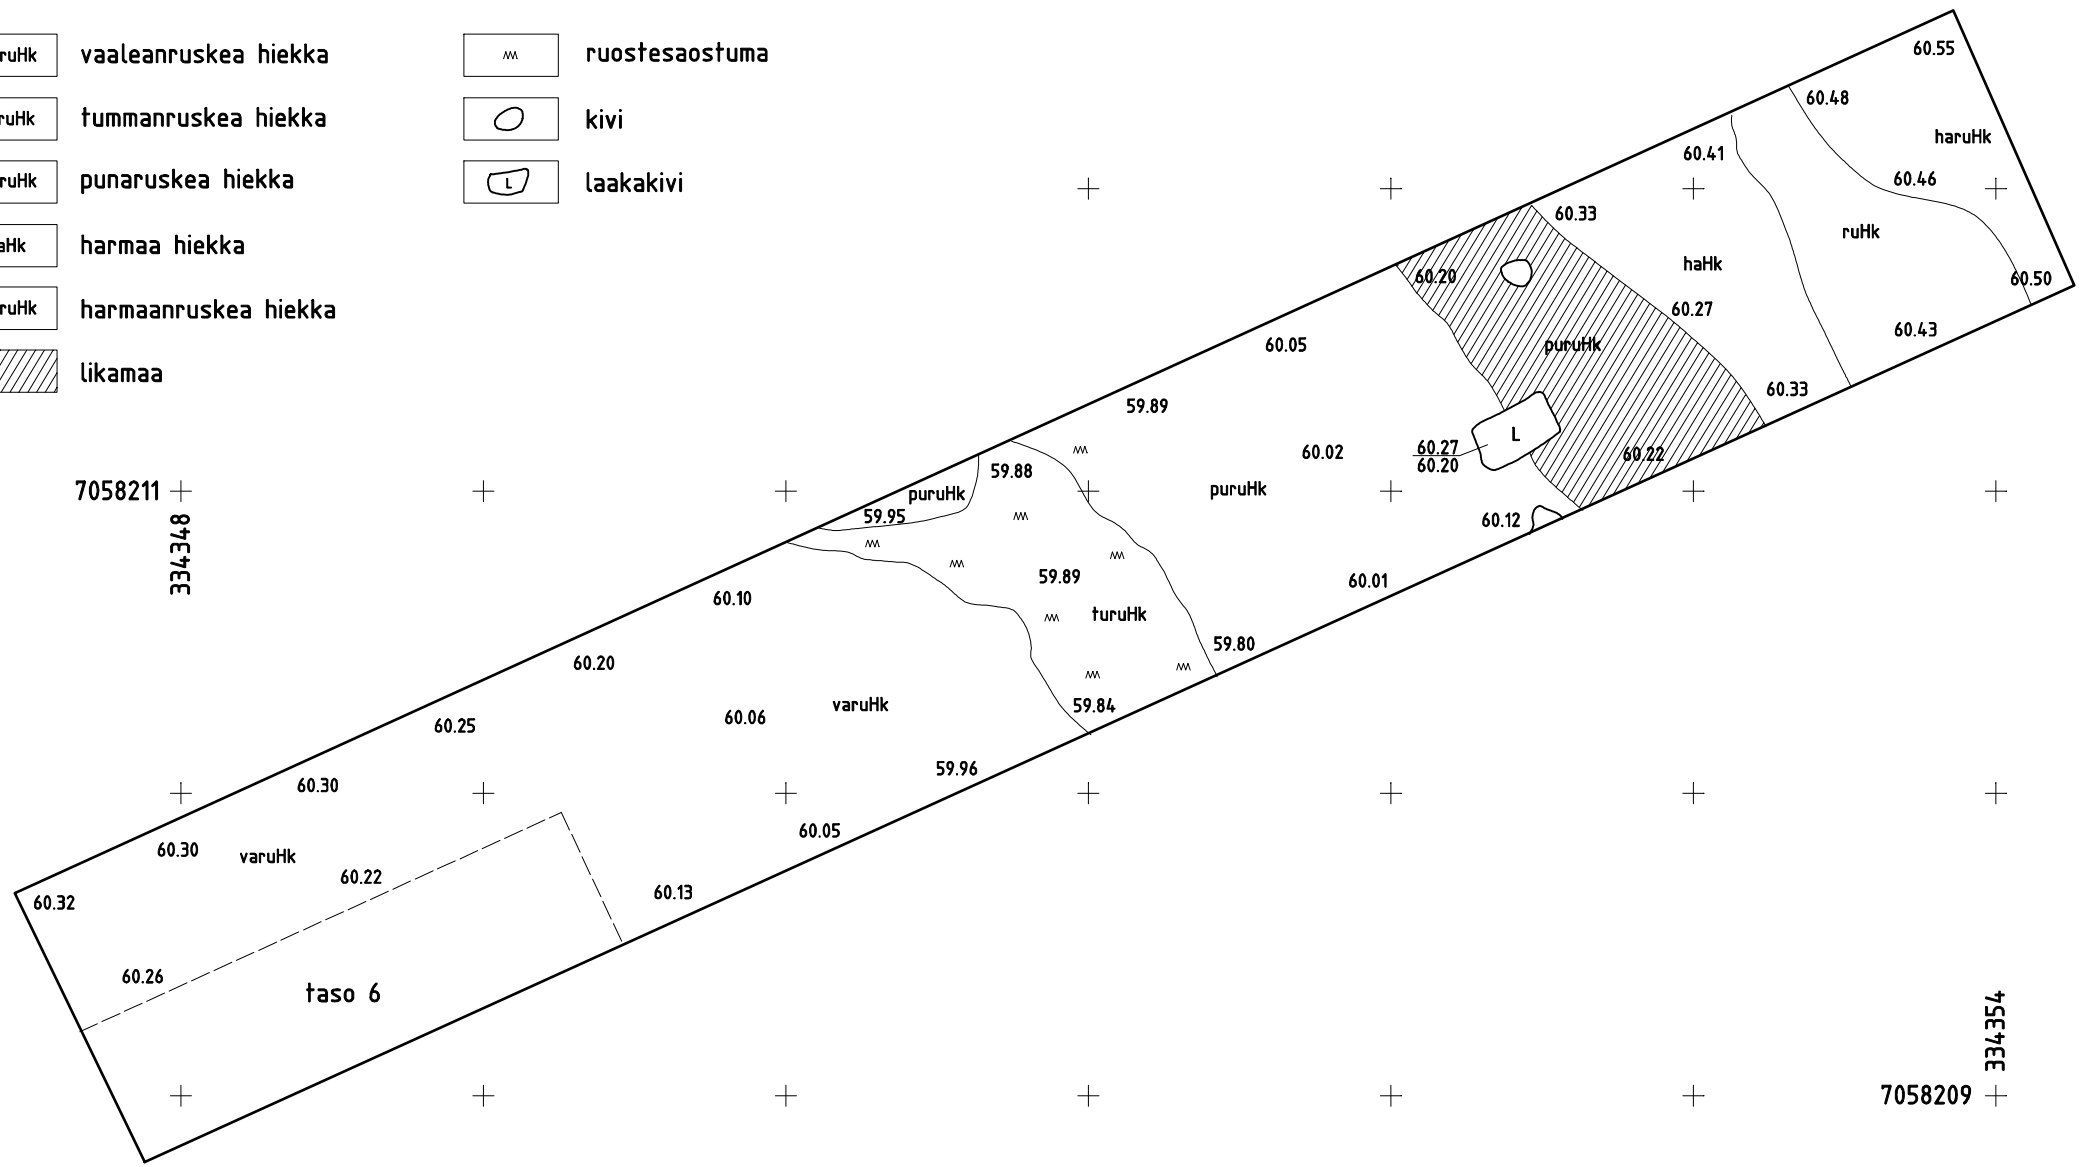 ruHk vaaleanruskea hiekka
ruHk tummanruskea hiekka
ruHk punaruskea hiekka
aHk harmaa hiekka
ruHk harmaanruskea hiekka
likamaa
ruostesaostuma
kivi
L laakakivi
60.55
60.48
haruHk
60.41
60.46
60.33
ruHk
haHk
60.20
60.50
60.27
60.43
puruHk
60.05
60.33
59.89
L
60.27
60.20
60.02
60.22
59.88
puruHk
puruHk
7058211
59.95
60.12
334348
59.89
60.01
60.10
turuHk
59.80
60.20
59.84
varuHk
60.06
60.25
59.96
60.30
60.05
60.30
varuHk
60.22
60.13
60.32
60.26
taso 6
334354
7058209